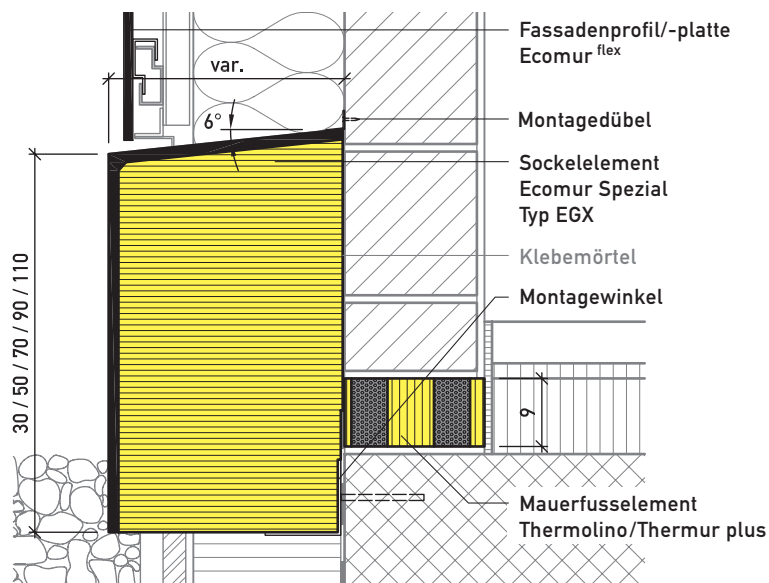 Fassadenprofil/-platte
Ecomur flex
var.
6°
Montagedübel
Sockelelement
Ecomur Spezial
Typ EGX
Klebemörtel
Montagewinkel
30 / 50 / 70 / 90 / 110
9
Mauerfusselement
Thermolino/Thermur plus